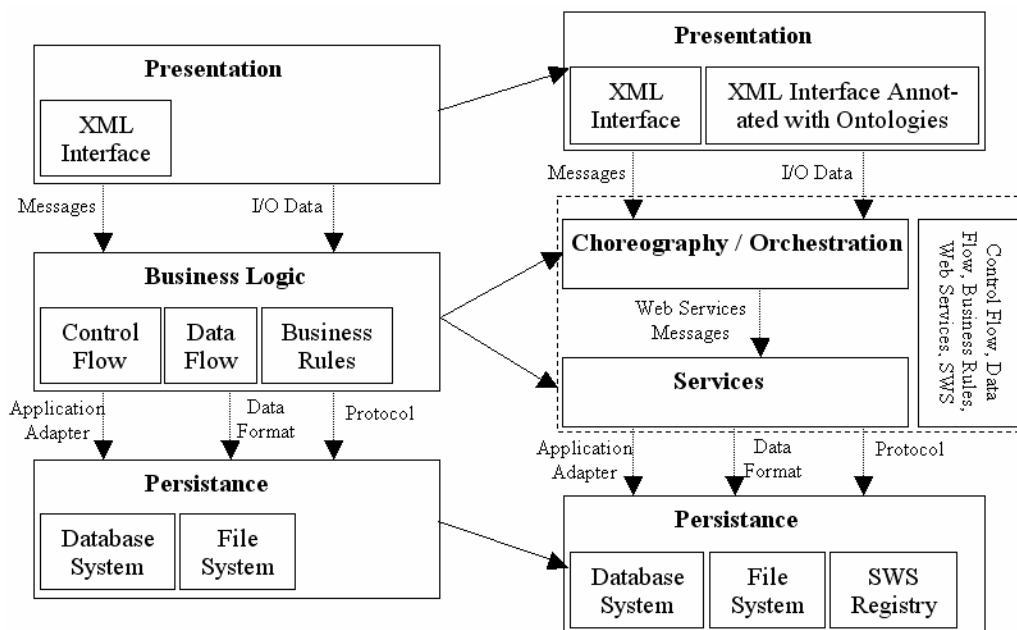 Presentation
XML
Interface
Messages
I/O Data
Business Logic
Control
Flow
Data
Flow
Business
Rules
Application
Adapter
Data
Format
Protocol
Persistance
Database
System
File
System
Presentation
XML
Interface
XML Interface Annot-
ated with Ontologies
Messages
I/O Data
Choreography / Orchestration
Web Services
Messages
Services
Control Flow, Data
Flow, Business Rules,
Web Services, SWS
Application
Adapter
Data
Format
Protocol
Persistance
Database
System
File
System
SWS
Registry